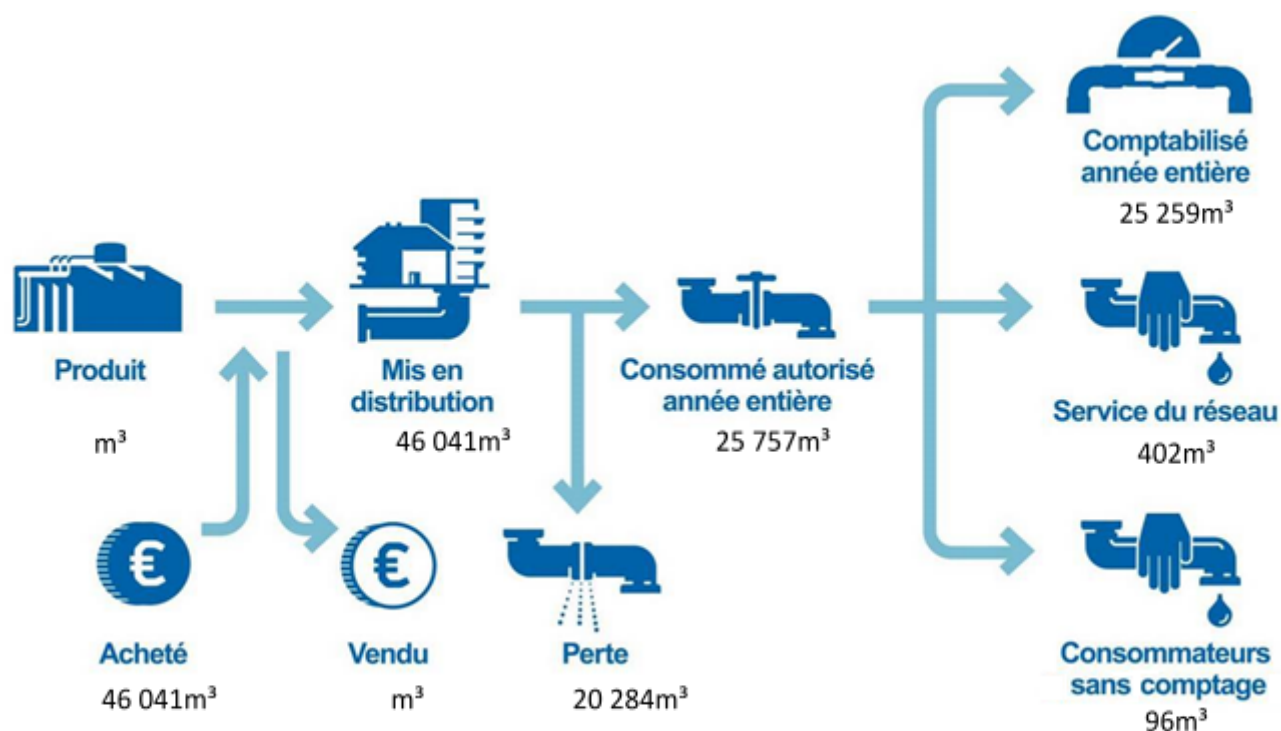 Comptabilisé
année entière
25 259m³
Produit
m³
Mis en
distribution
46 041m³
Consommé autorisé
année entière
25 757m³
Service du réseau
402m³
€
Acheté
46 041m³
€
Vendu
m³
Perte
20 284m³
Consommateurs
sans comptage
96m³